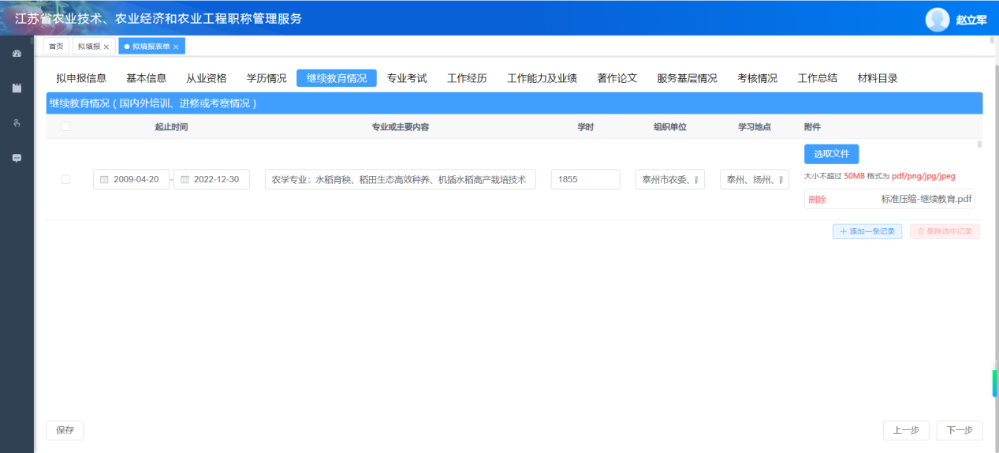 江苏省农业技术、农业经济和农业工程职称管理服务
赵立军
首页 拟填报 × 拟填报表单 ×
拟申报信息 基本信息 从业资格 学历情况 继续教育情况 专业考试 工作经历 工作能力及业绩 著作论文 服务基层情况 考核情况 工作总结 材料目录
继续教育情况 ( 国内外培训、进修或考察情况 )
起止时间 专业或主要内容 学时 组织单位 学习地点 附件
选取文件
2009-04-20 - 2022-12-30 农学专业：水稻育秧、稻田生态高效种养、机插水稻高产栽培技术 1855 泰州市农委、 泰州、扬州、
大小不超过 50MB 格式为 pdf/png/jpg/jpeg
删除 标准压缩-继续教育.pdf
+ 添加一条记录 删除选中记录
保存 上一步 下一步